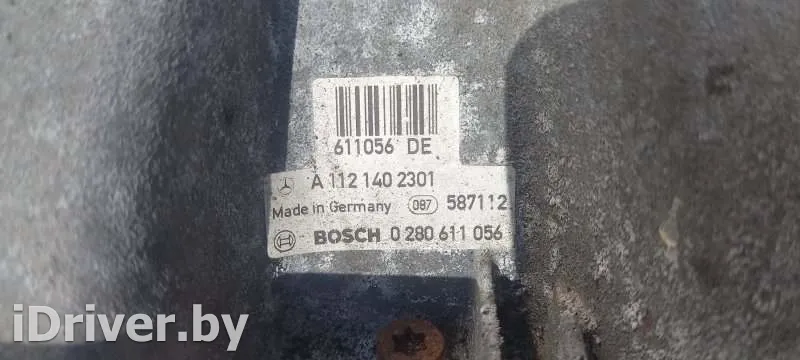 611056 DE
A 112 140 2301
Made in Germany 087 587112
BOSCH 0 280 611 056
iDriver.by